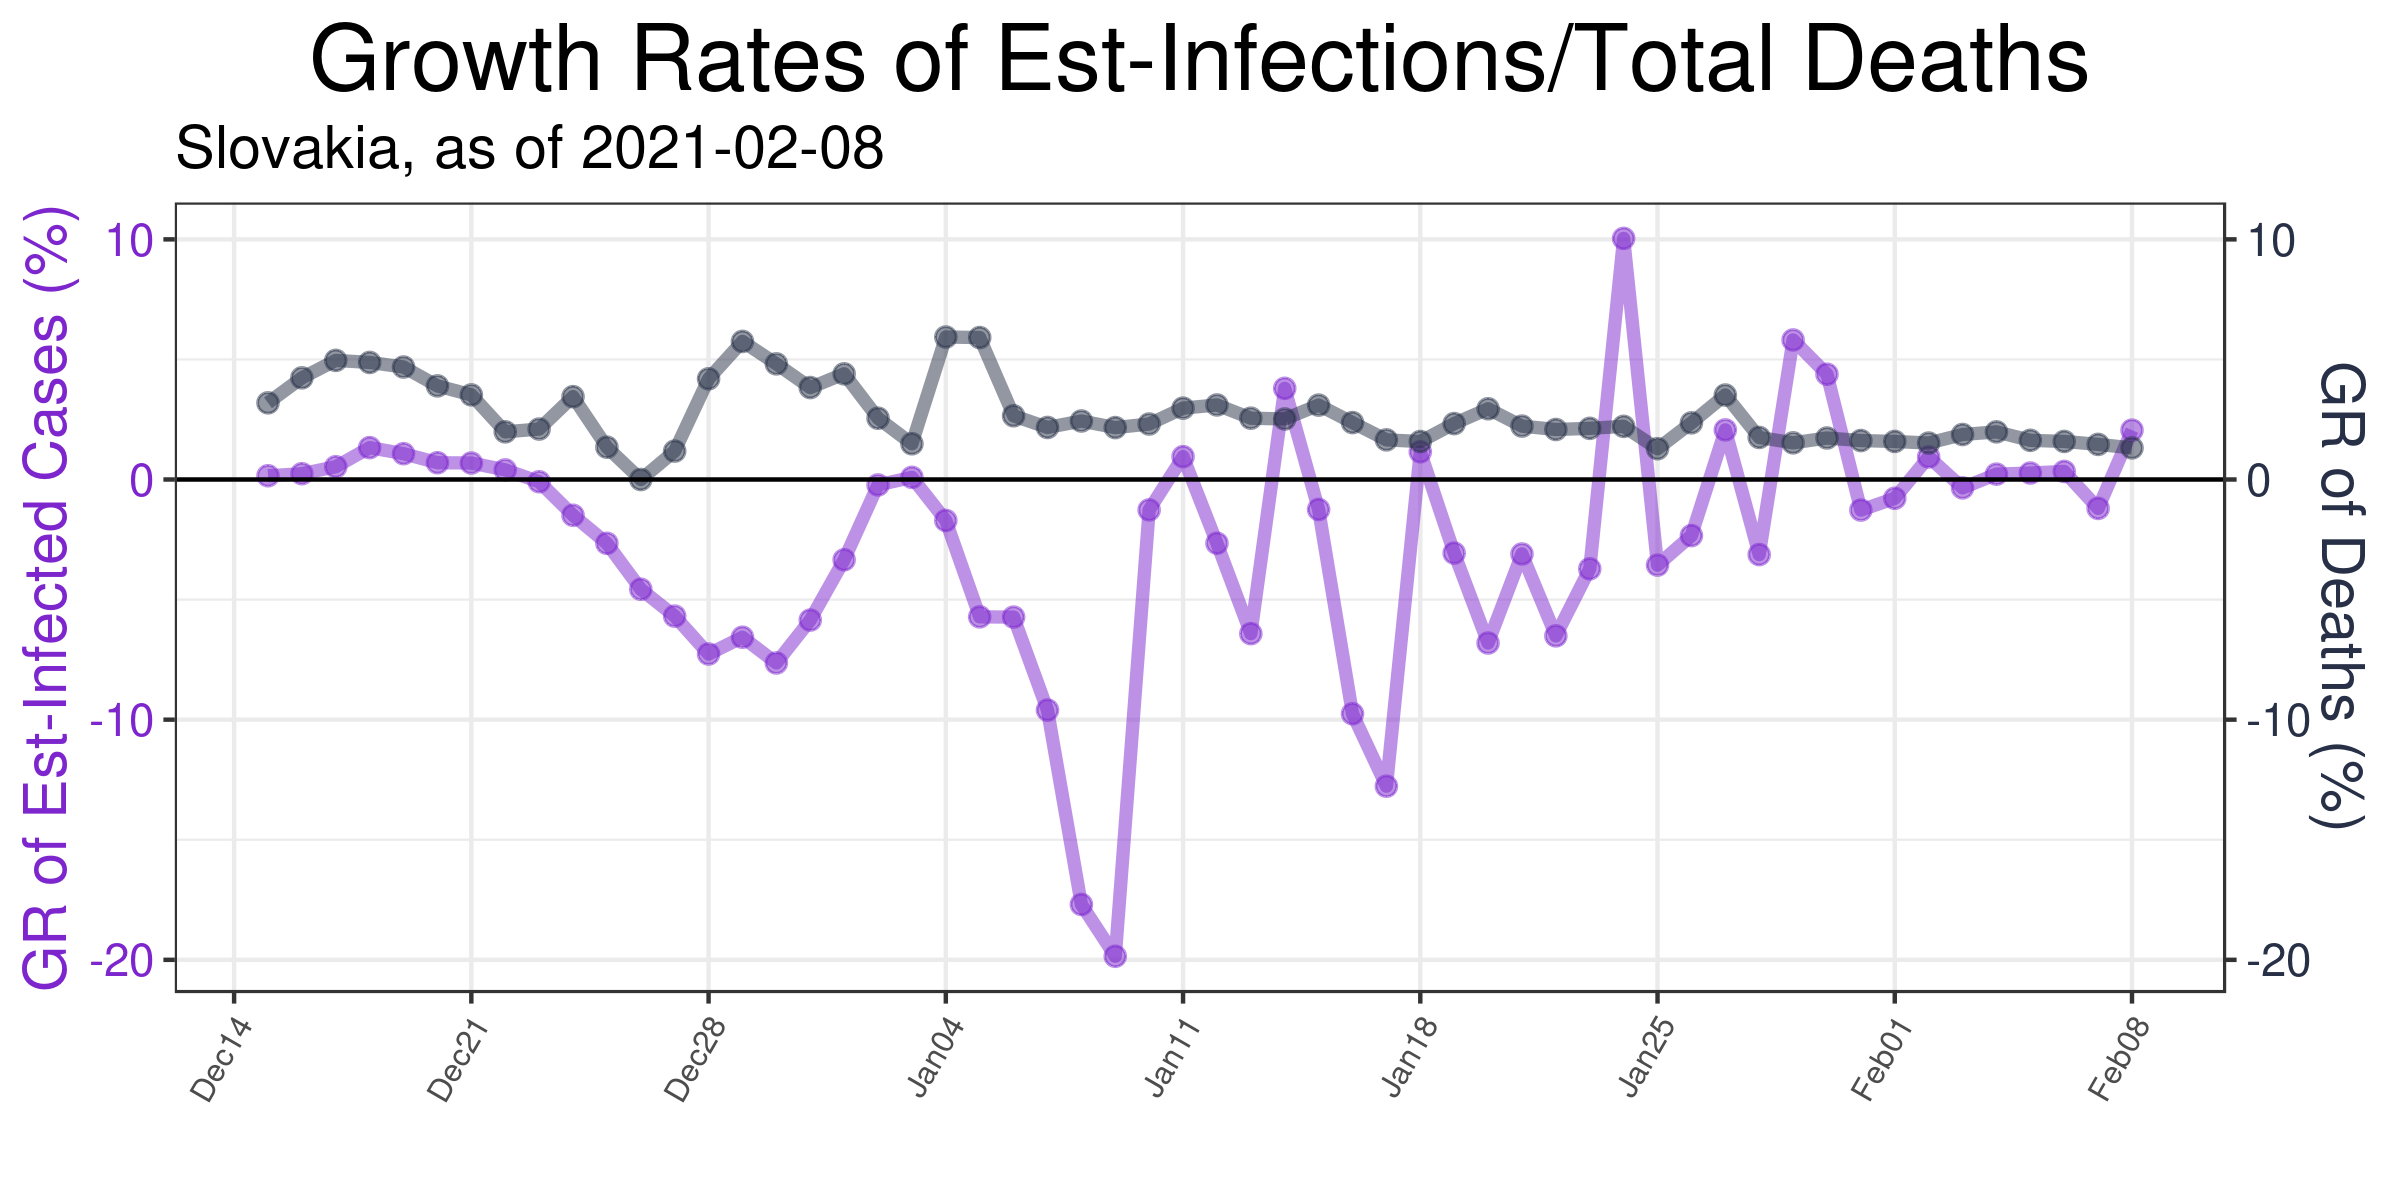 Growth Rates of Est-Infections/Total Deaths
Slovakia, as of 2021-02-08
GR of Est-Infected Cases (%)
10
0
-10
-20
10
0
-10
-20
GR of Deaths (%)
Dec14
Dec21
Dec28
Jan04
Jan11
Jan18
Jan25
Feb01
Feb08